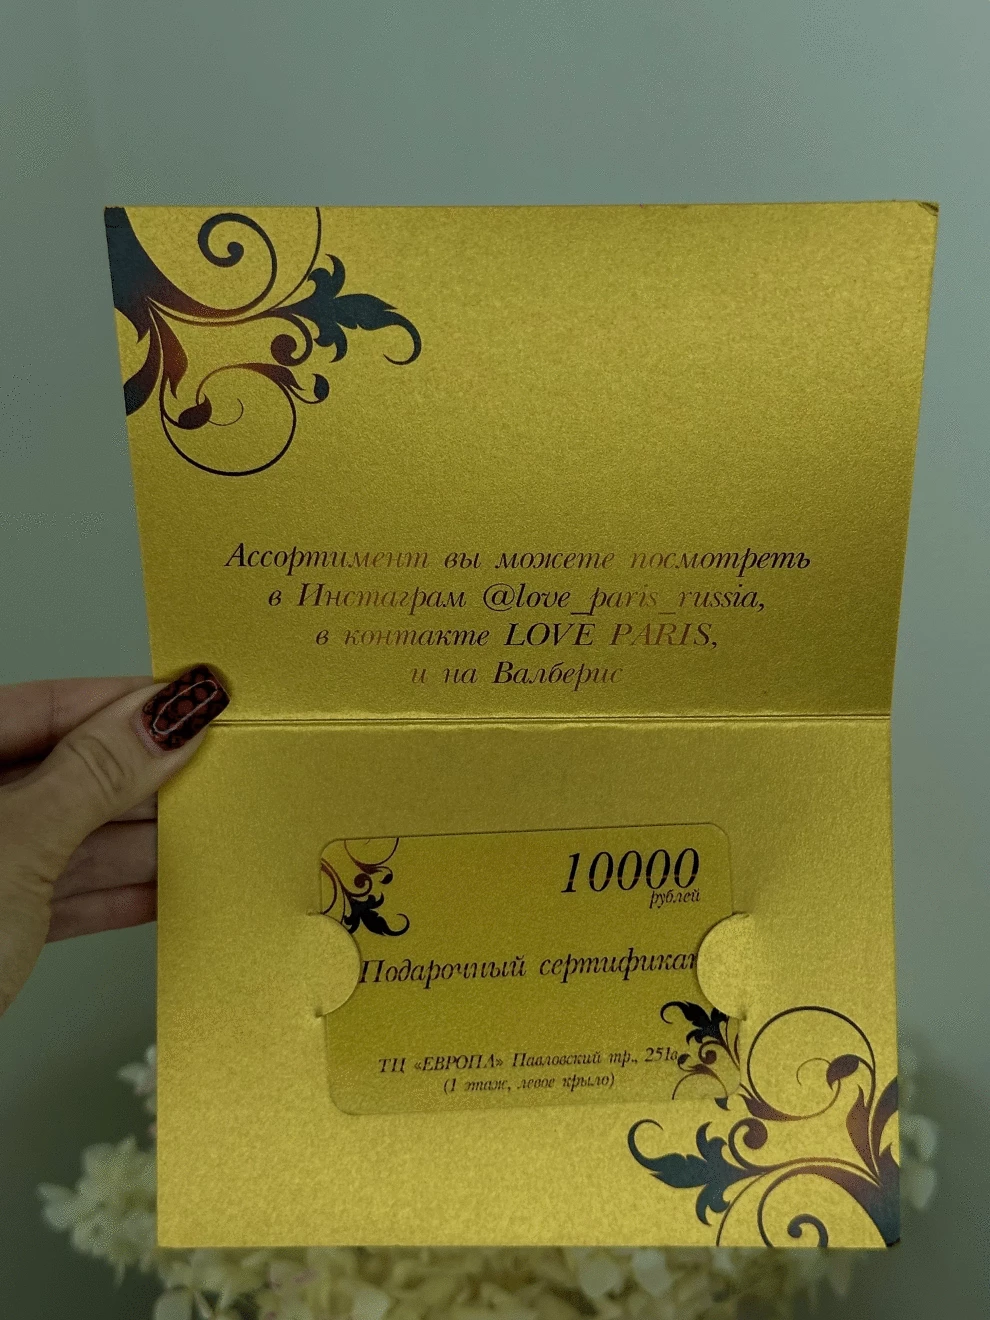 Ассортимент вы можете посмотреть
в Инстаграм @love_paris_russia,
в контакте LOVE PARIS,
и на Валберис
10000
рублей
Подарочный сертификат
ТЦ «ЕВРОПА» Павловский тр., 251в
(1 этаж, левое крыло)